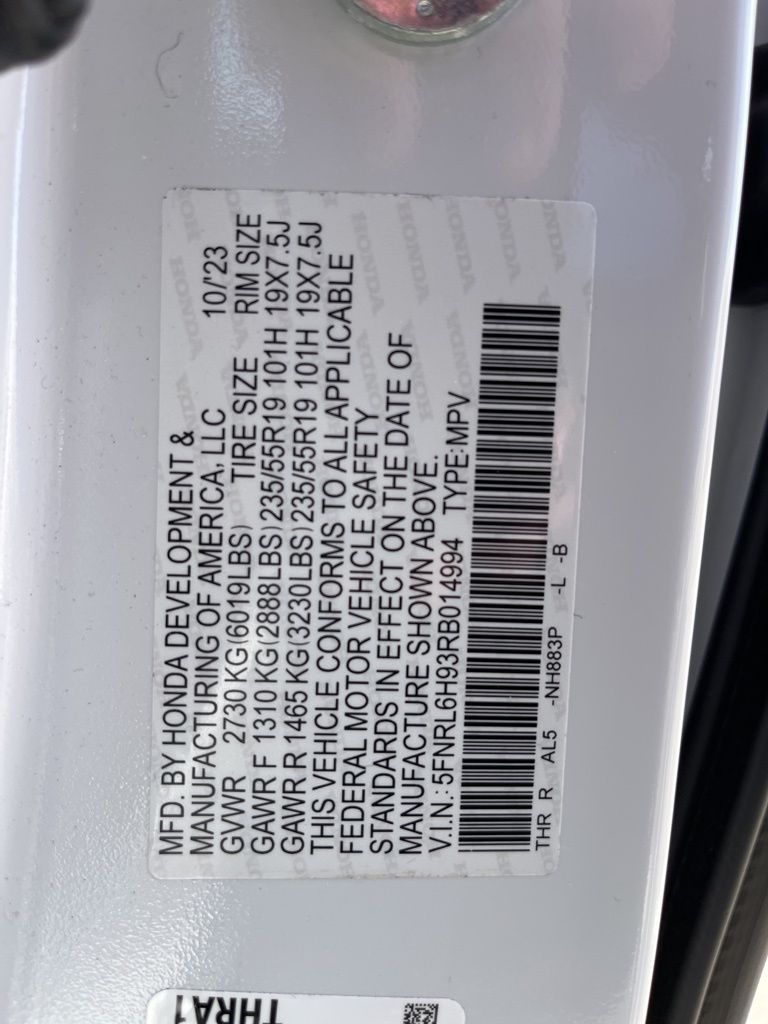 MFD. BY HONDA DEVELOPMENT &
MANUFACTURING OF AMERICA, LLC 10/'23
GVWR 2730 KG(6019LBS) TIRE SIZE RIM SIZE
GAWR F 1310 KG(2888LBS)235/55R19 101H 19X7.5J
GAWR R 1465 KG(3230LBS)235/55R19 101H 19X7.5J
THIS VEHICLE CONFORMS TO ALL APPLICABLE
FEDERAL MOTOR VEHICLE SAFETY
STANDARDS IN EFFECT ON THE DATE OF
MANUFACTURE SHOWN ABOVE.
V.I.N.: 5FNRL6H93RB014994 TYPE:MPV
THR R AL5 -NH883P -L -B
THRA1